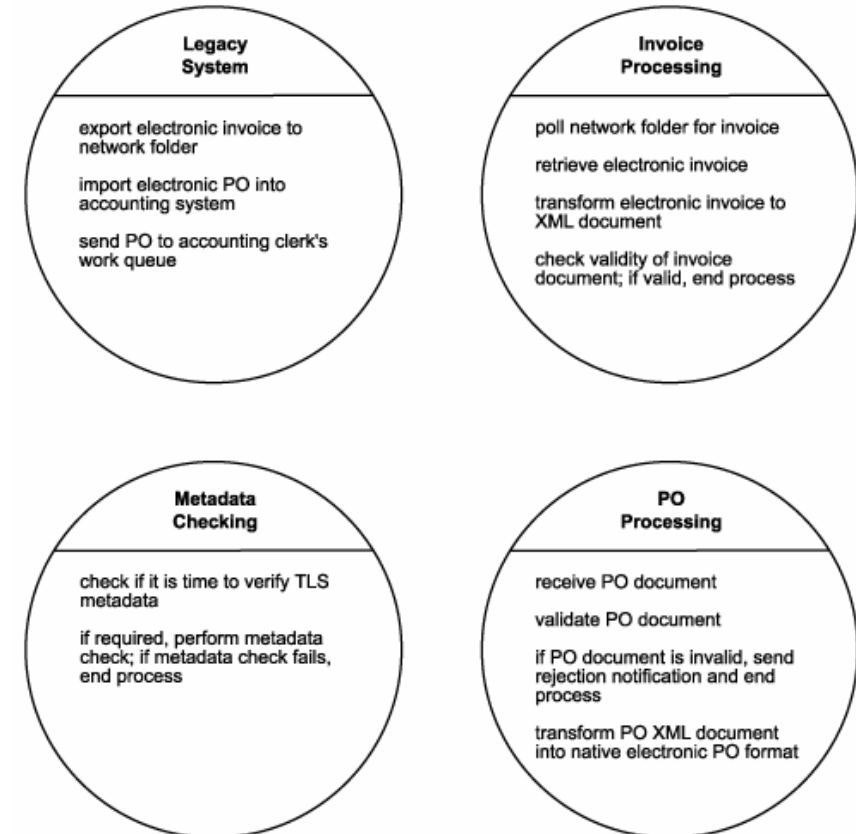 Legacy
System
export electronic invoice to
network folder
import electronic PO into
accounting system
send PO to accounting clerk's
work queue
Invoice
Processing
poll network folder for invoice
retrieve electronic invoice
transform electronic invoice to
XML document
check validity of invoice
document; if valid, end process
Metadata
Checking
check if it is time to verify TLS
metadata
if required, perform metadata
check; if metadata check fails,
end process
PO
Processing
receive PO document
validate PO document
if PO document is invalid, send
rejection notification and end
process
transform PO XML document
into native electronic PO format